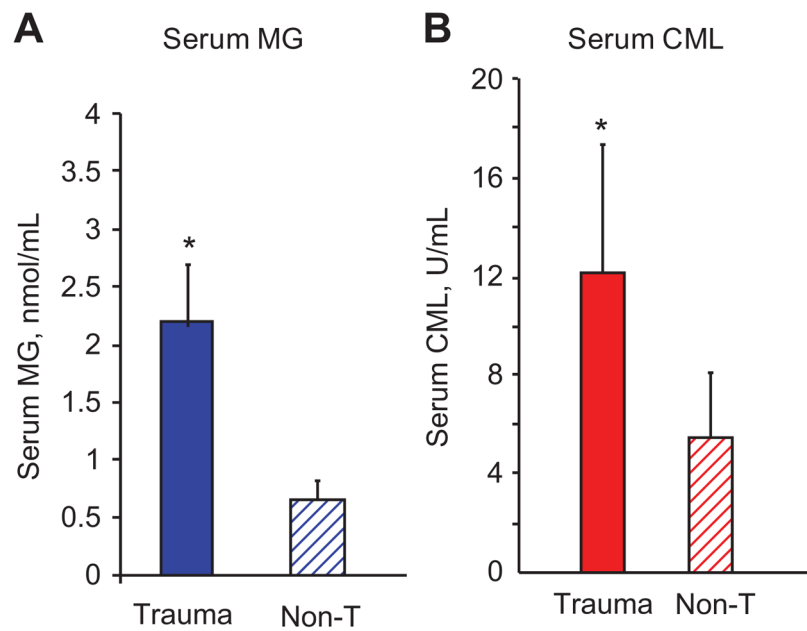 A
Serum MG
Serum MG, nmol/mL
4
3.5
3
2.5
2
1.5
1
0.5
0
*
Trauma
Non-T
B
Serum CML
Serum CML, U/mL
20
16
12
8
4
0
*
Trauma
Non-T